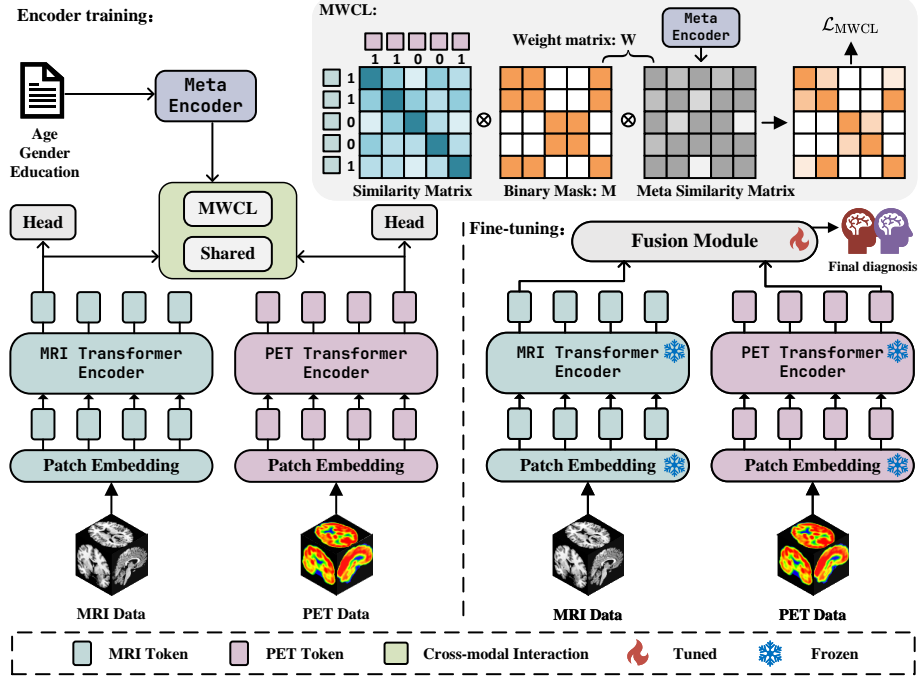 Encoder training:
Age
Gender
Education
Meta
Encoder
MWCL
Shared
Head
Head
MRI Transformer
Encoder
PET Transformer
Encoder
Patch Embedding
Patch Embedding
MRI Data
PET Data
MWCL:
1 1 0 0 1
1
1
0
0
1
Similarity Matrix
⊗
Weight matrix: W
Binary Mask: M
⊗
Meta
Encoder
Meta Similarity Matrix
ℒMWCL
Fine-tuning:
Fusion Module
Final diagnosis
MRI Transformer
Encoder
PET Transformer
Encoder
Patch Embedding
Patch Embedding
MRI Data
PET Data
MRI Token
PET Token
Cross-modal Interaction
Tuned
Frozen